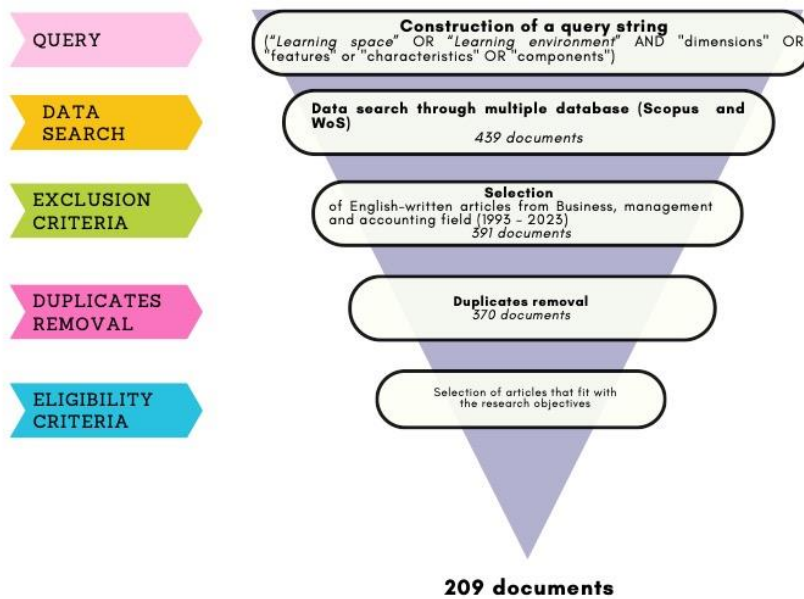 QUERY
Construction of a query string
("Learning space" OR "Learning environment" AND "dimensions" OR
"features" or "characteristics" OR "components")
DATA
SEARCH
Data search through multiple database (Scopus and
WoS)
439 documents
EXCLUSION
CRITERIA
Selection
of English-written articles from Business, management
and accounting field (1993 - 2023)
391 documents
DUPLICATES
REMOVAL
Duplicates removal
370 documents
ELIGIBILITY
CRITERIA
Selection of articles that fit with
the research objectives
209 documents